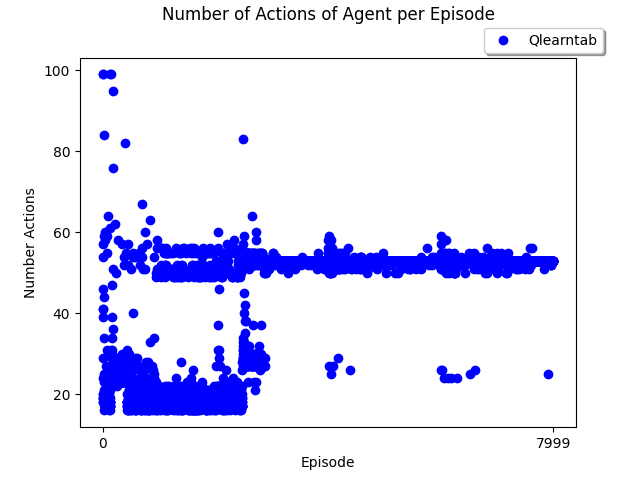 Number of Actions of Agent per Episode
Qlearntab
100
80
60
40
20
Number Actions
0
7999
Episode